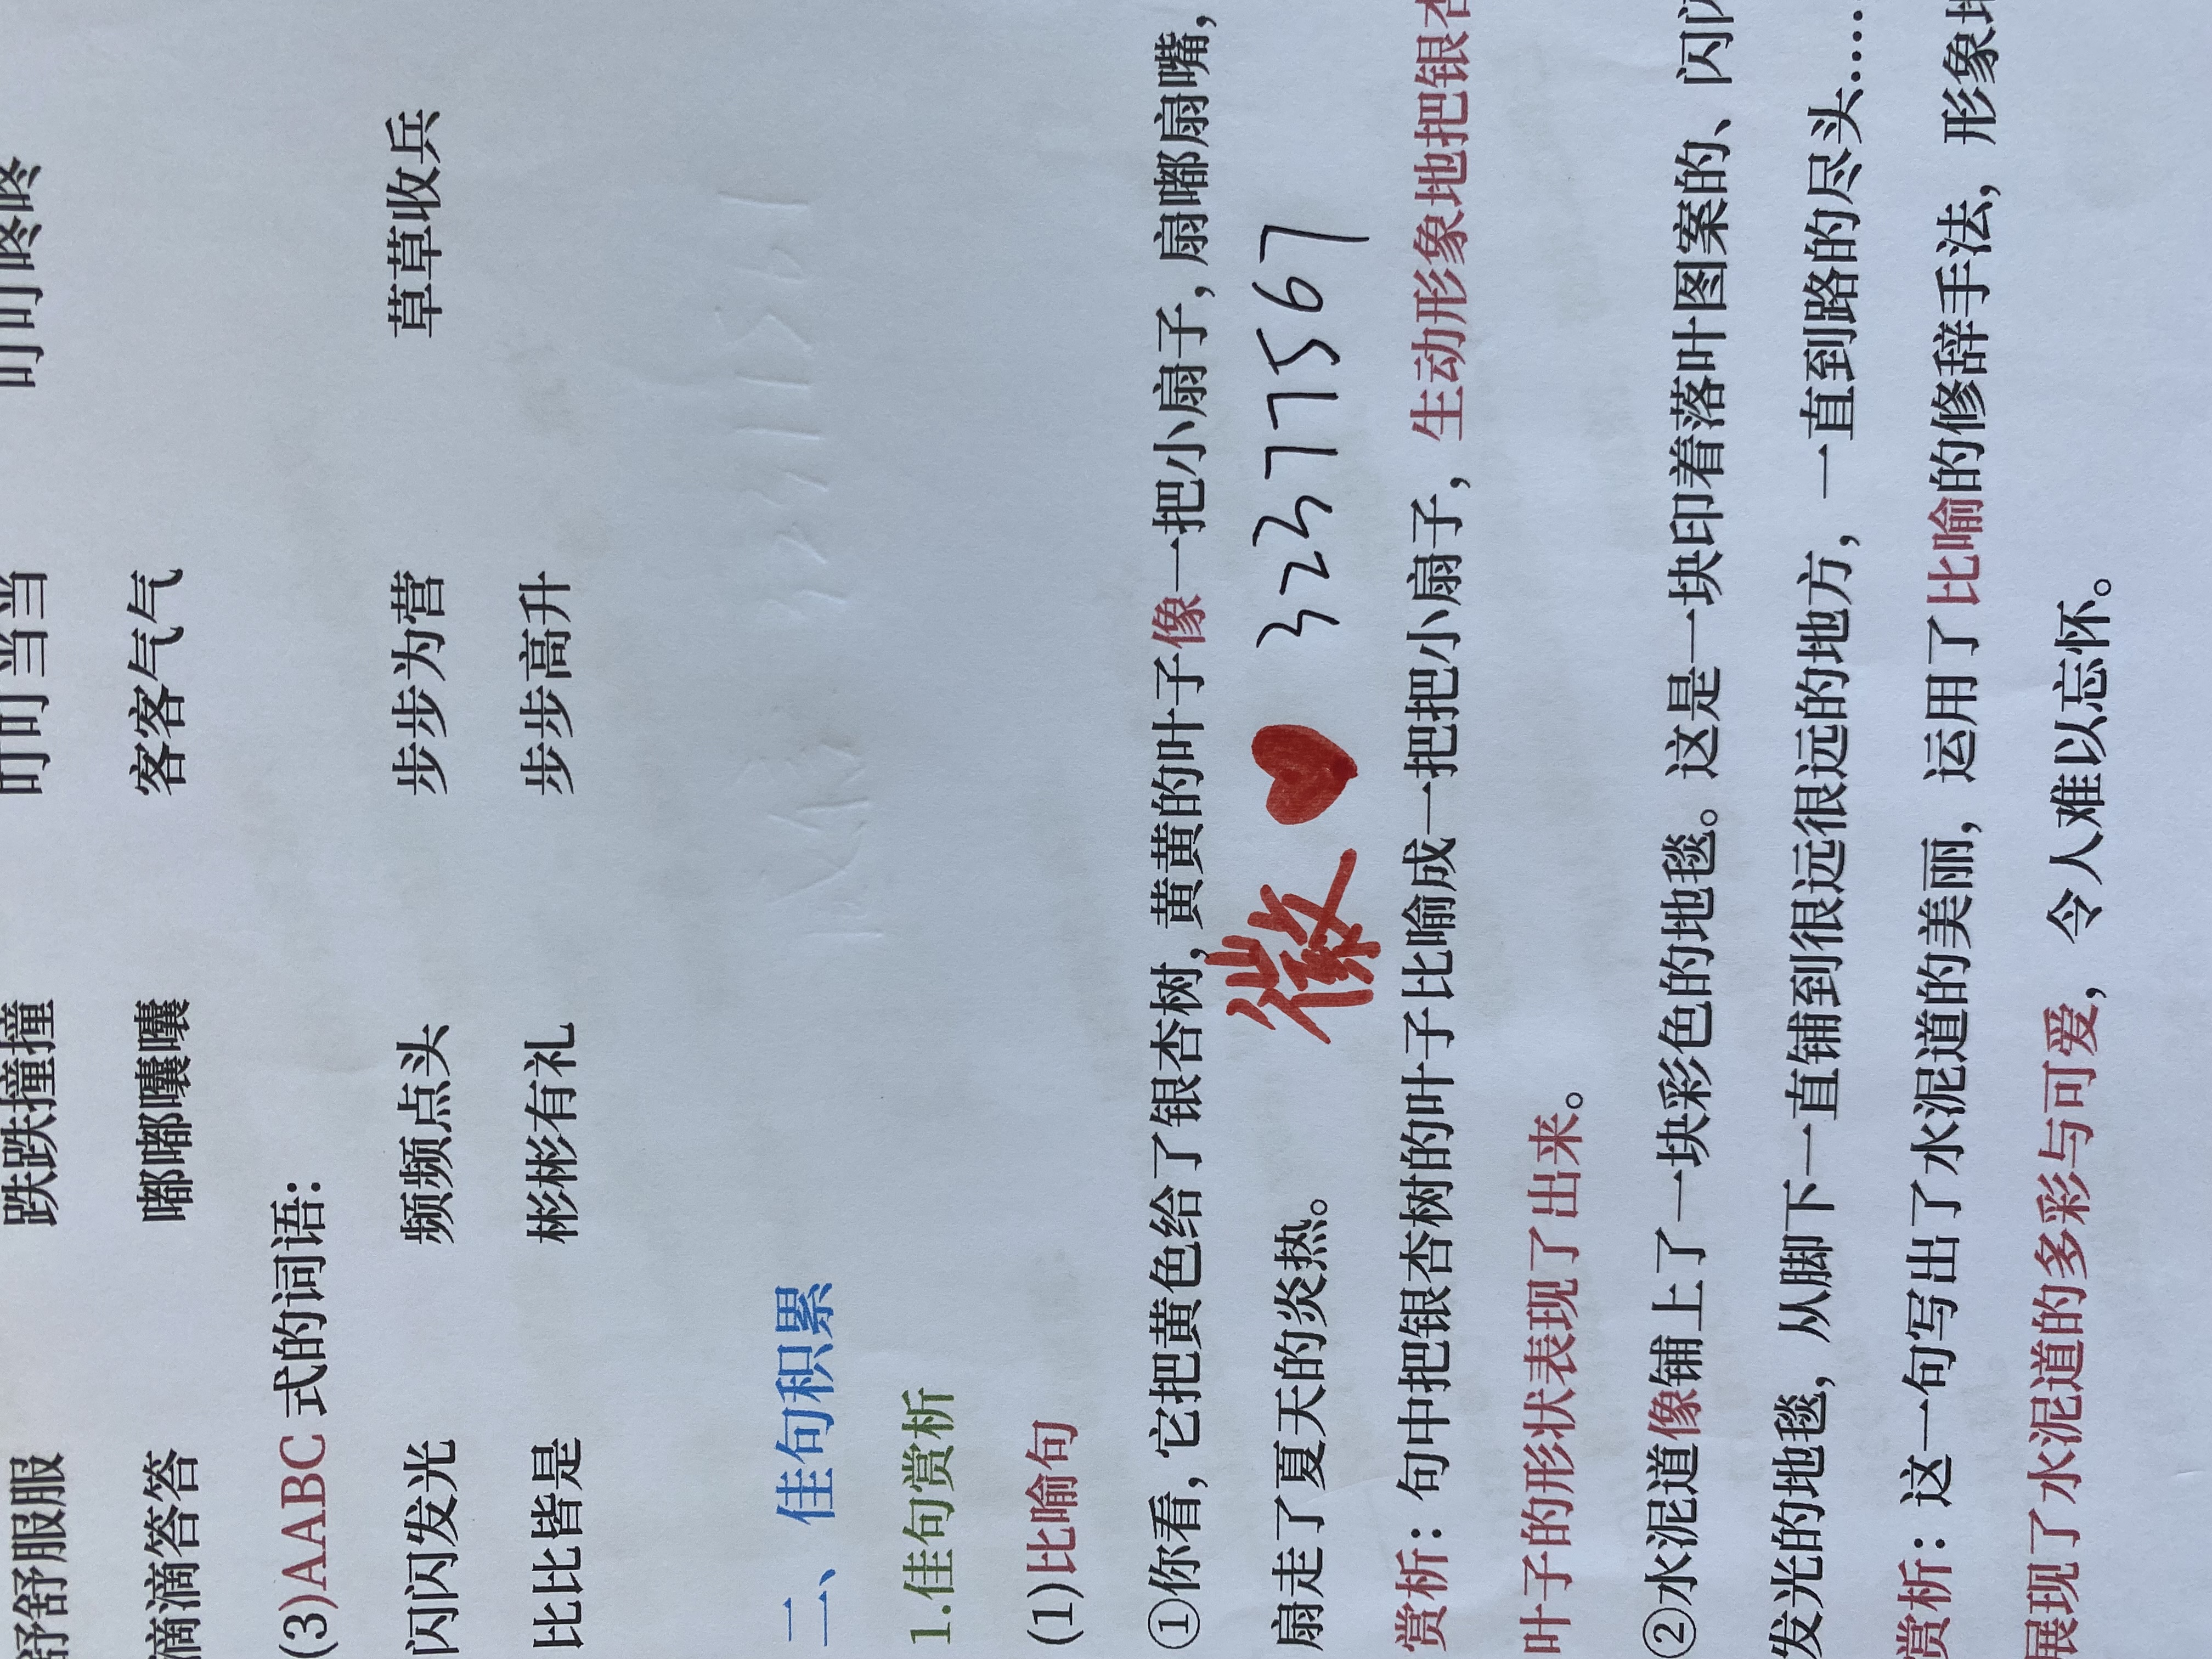 舒舒服服 跌跌撞撞 叮叮当当 叮叮咚咚
滴滴答答 嘟嘟囔囔 客客气气
(3)AABC 式的词语:
闪闪发光 频频点头 步步为营 草草收兵
比比皆是 彬彬有礼 步步高升
二、佳句积累
1.佳句赏析
(1)比喻句
①你看, 它把黄色给了银杏树, 黄黄的叶子像一把小扇子, 扇嘟扇嘴,
扇走了夏天的炎热。 徽 ❤ 32377567
赏析：句中把银杏树的叶子比喻成一把把小扇子，生动形象地把银杏
叶子的形状表现了出来。
②水泥道像铺上了一块彩色的地毯。这是一块印着落叶图案的、闪闪
发光的地毯，从脚下一直铺到很远很远的地方，一直到路的尽头.....
赏析：这一句写出了水泥道的美丽，运用了比喻的修辞手法，形象地
展现了水泥道的多彩与可爱，令人难以忘怀。